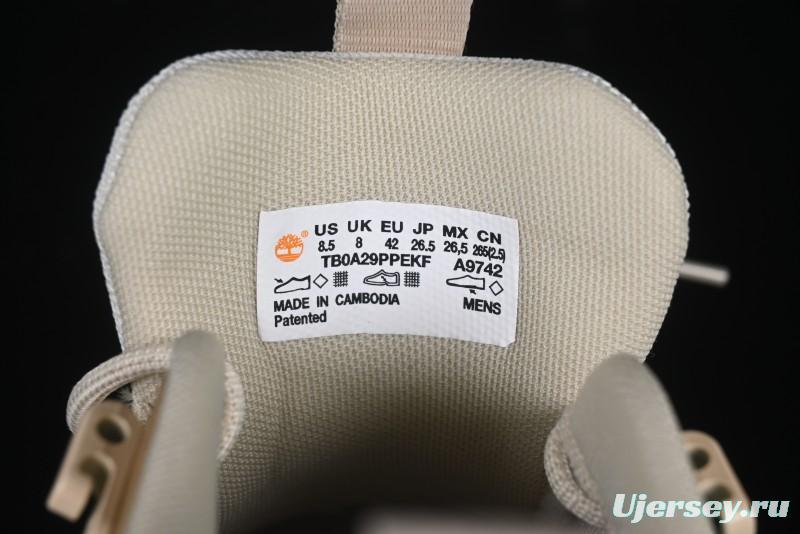 ®
US UK EU JP MX CN
8.5 8 42 26.5 26,5 265(2.5)
TB0A29PPEKF A9742
MADE IN CAMBODIA MENS
Patented
Ujersey.ru